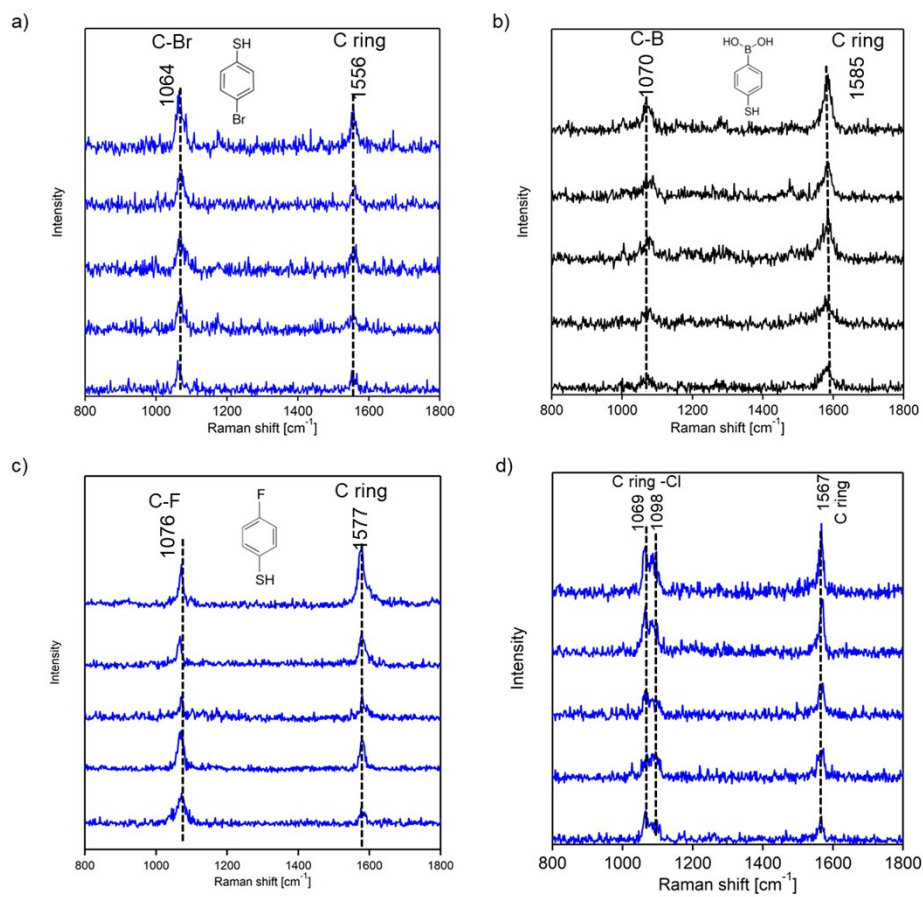 a)
C-Br
1064
SH
Br
C ring
1556
Intensity
800 1000 1200 1400 1600 1800
Raman shift [cm⁻¹]
b)
C-B
1070
HO
B
OH
SH
C ring
1585
Intensity
800 1000 1200 1400 1600 1800
Raman shift [cm⁻¹]
c)
C-F
1076
F
SH
C ring
1577
Intensity
800 1000 1200 1400 1600 1800
Raman shift [cm⁻¹]
d)
C ring -Cl
1069
1098
1567
C ring
Intensity
800 1000 1200 1400 1600 1800
Raman shift [cm⁻¹]